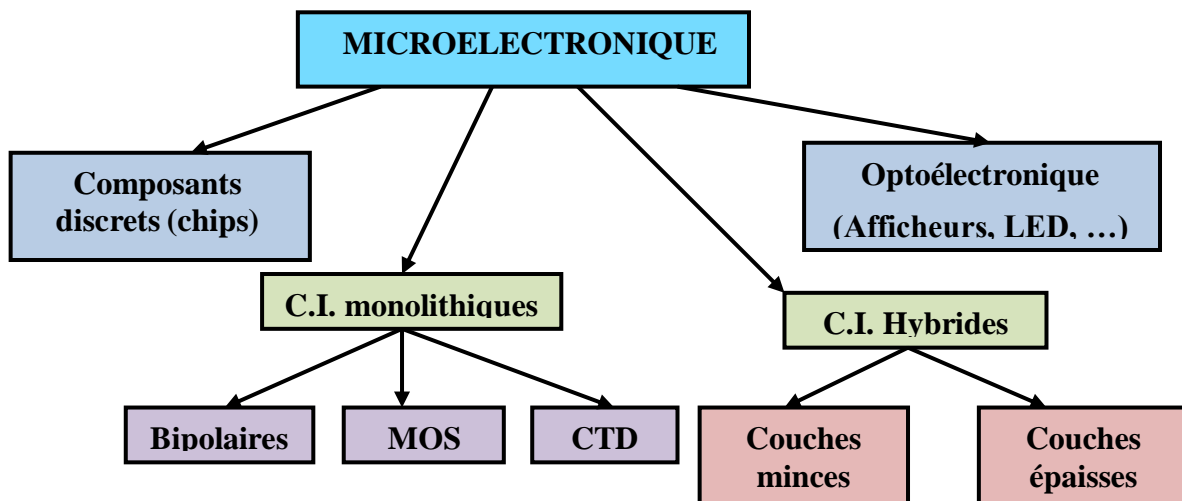 MICROELECTRONIQUE
Composants
discrets (chips)
Optoélectronique
(Afficheurs, LED, …)
C.I. monolithiques
C.I. Hybrides
Bipolaires
MOS
CTD
Couches
minces
Couches
épaisses